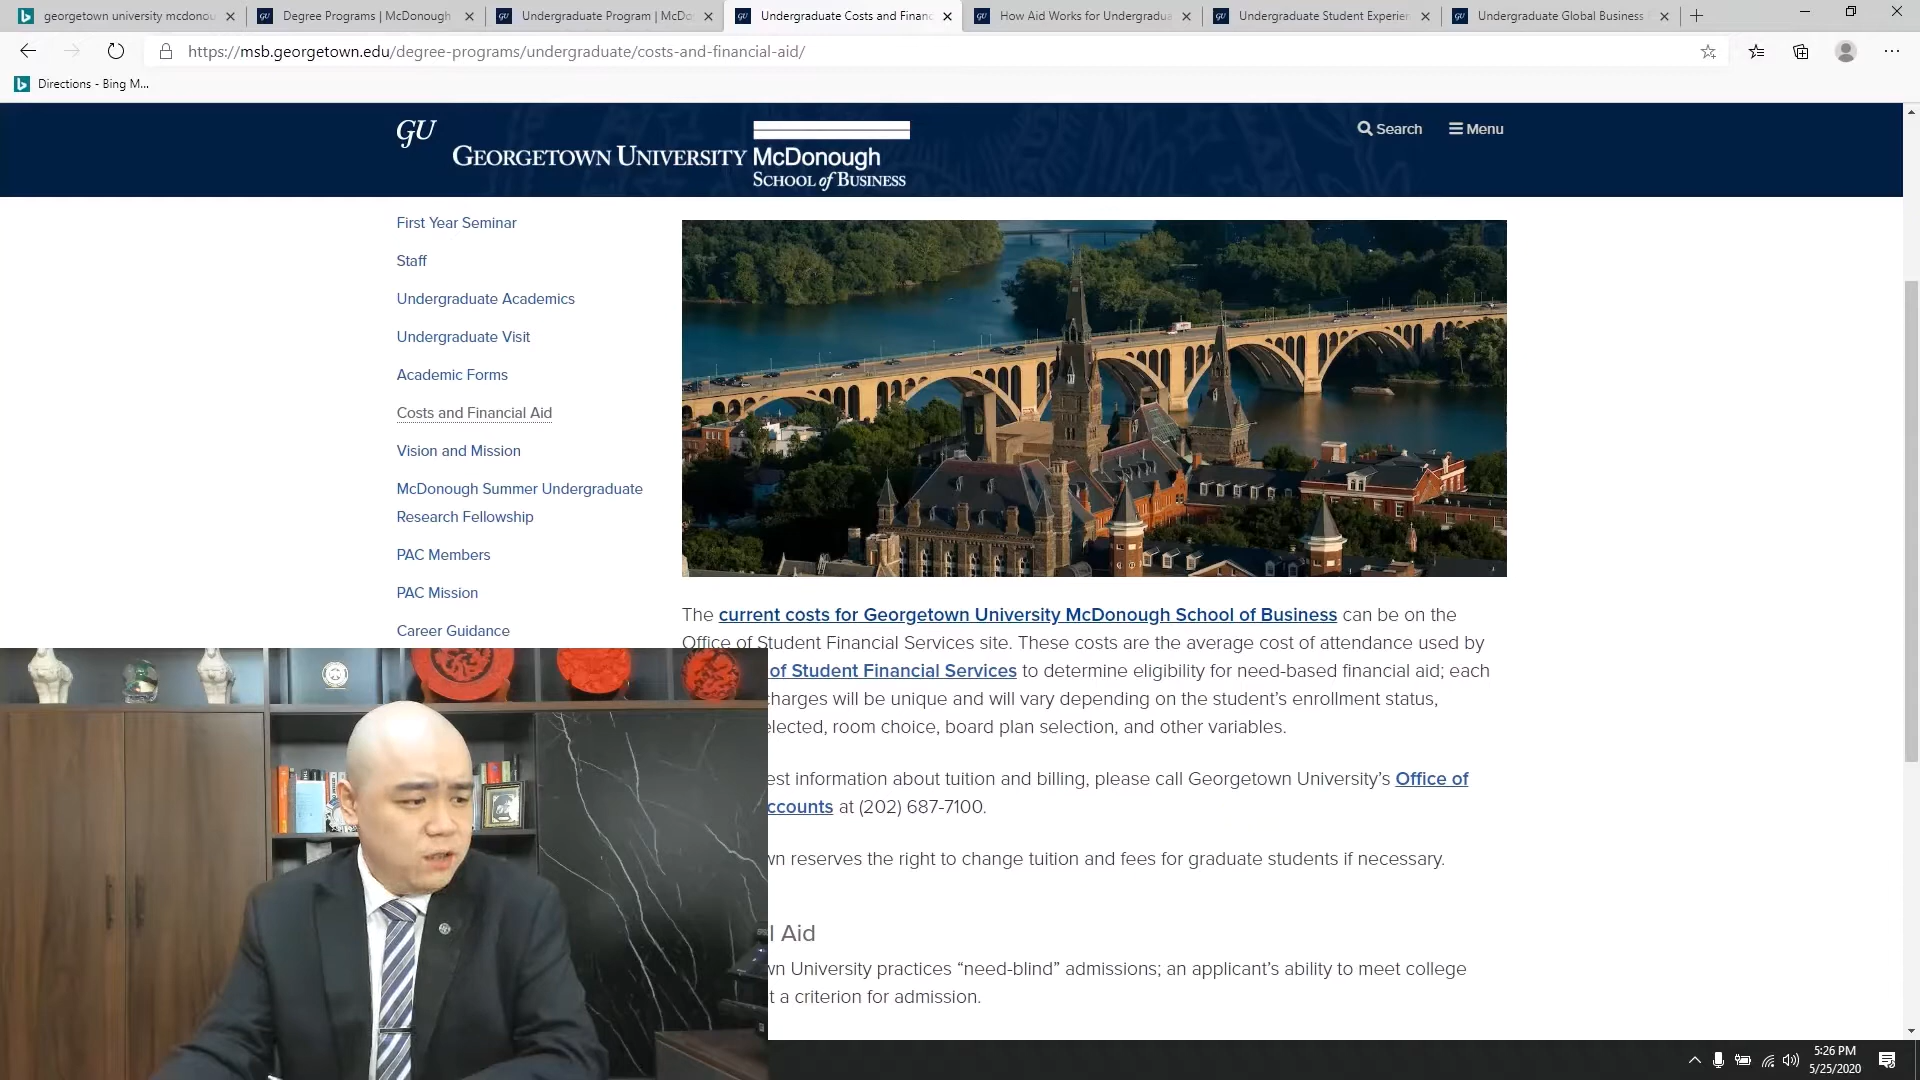 georgetown university mcdonou
Degree Programs | McDonough
Undergraduate Program | McDo
Undergraduate Costs and Financ
How Aid Works for Undergradua
Undergraduate Student Experien
Undergraduate Global Business
https://msb.georgetown.edu/degree-programs/undergraduate/costs-and-financial-aid/
Directions - Bing M...
GU
GEORGETOWN UNIVERSITY
McDonough
SCHOOL of BUSINESS
Search
Menu
First Year Seminar
Staff
Undergraduate Academics
Undergraduate Visit
Academic Forms
Costs and Financial Aid
Vision and Mission
McDonough Summer Undergraduate
Research Fellowship
PAC Members
PAC Mission
Career Guidance
The current costs for Georgetown University McDonough School of Business can be on the
Office of Student Financial Services site. These costs are the average cost of attendance used by
of Student Financial Services to determine eligibility for need-based financial aid; each
charges will be unique and will vary depending on the student's enrollment status,
elected, room choice, board plan selection, and other variables.
est information about tuition and billing, please call Georgetown University's Office of
ccounts at (202) 687-7100.
wn reserves the right to change tuition and fees for graduate students if necessary.
l Aid
wn University practices “need-blind” admissions; an applicant's ability to meet college
t a criterion for admission.
5:26 PM
5/25/2020